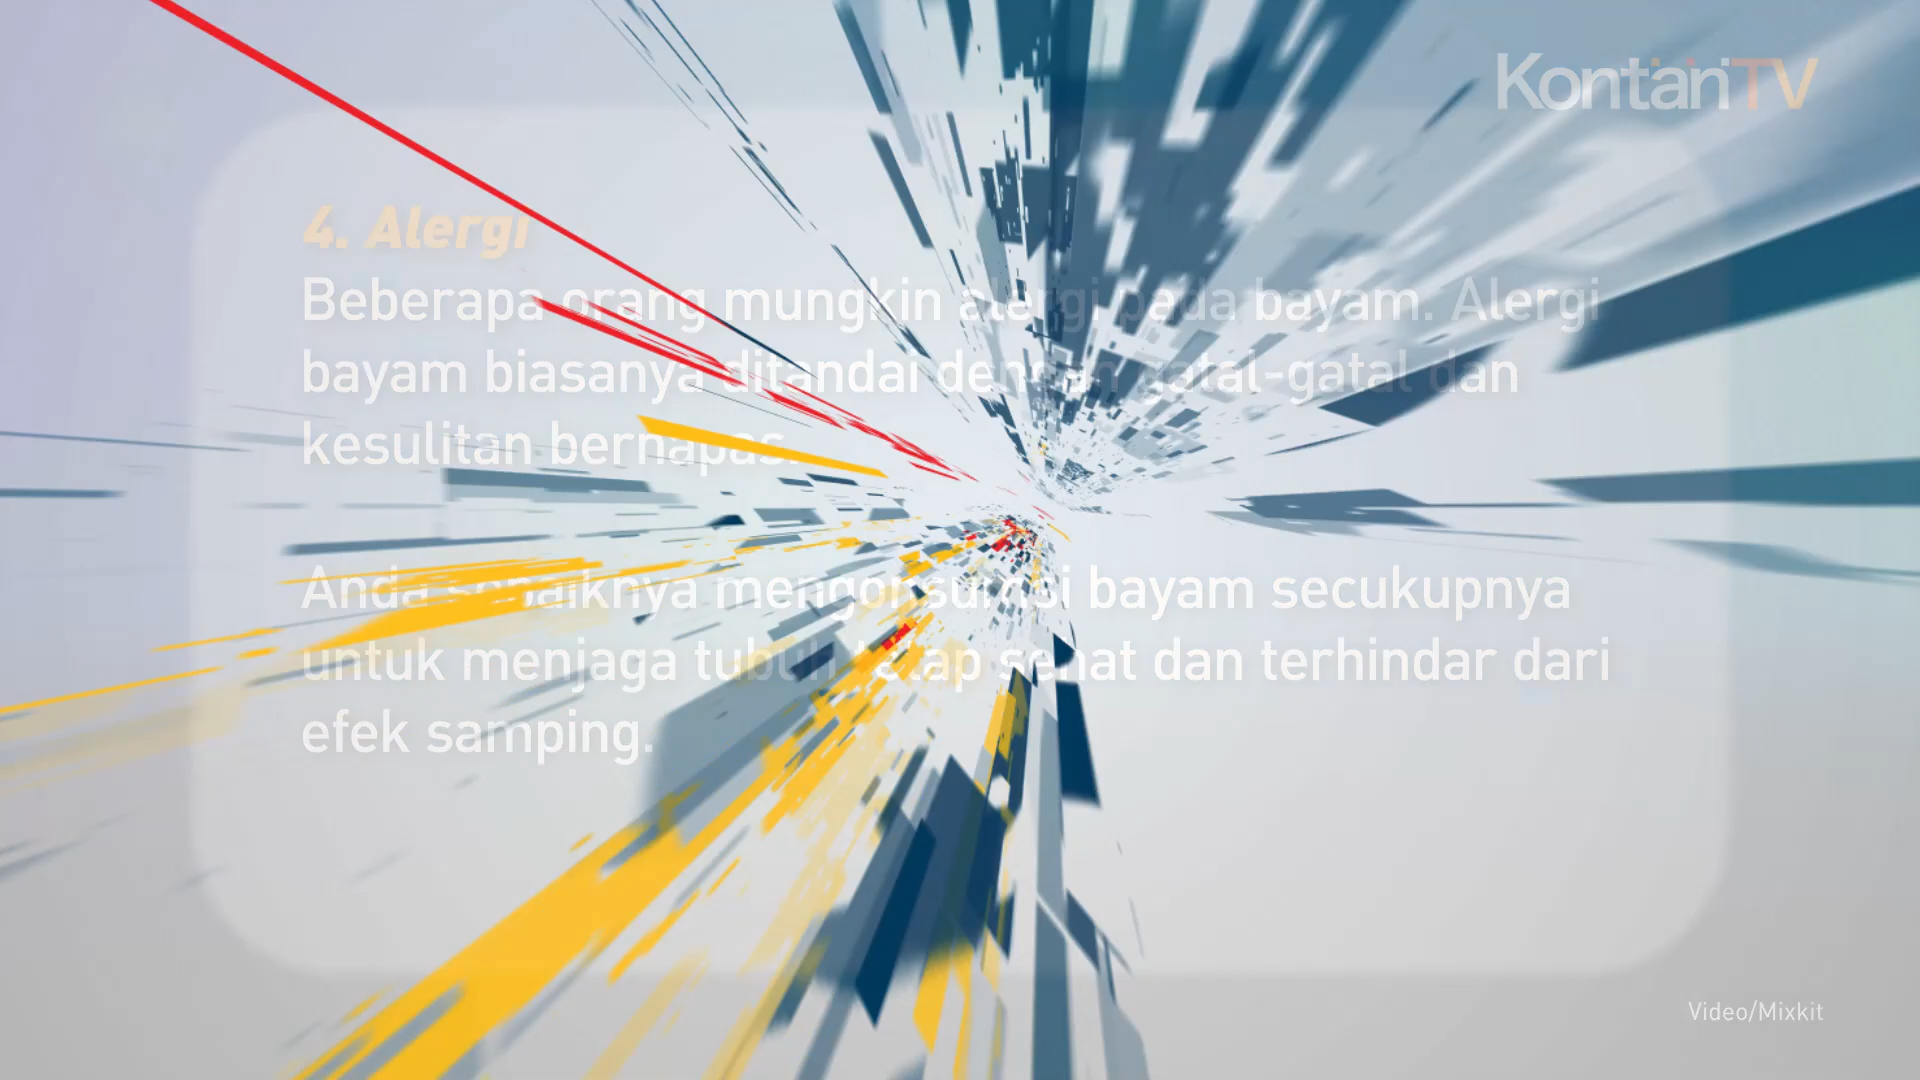 KontanTV
4. Alergi
Beberapa orang mungkin alergi pada bayam. Alergi
bayam biasanya ditandai dengan gatal-gatal dan
kesulitan bernapas.
Anda sebaiknya mengonsumsi bayam secukupnya
untuk menjaga tubuh tetap sehat dan terhindar dari
efek samping.
Video/Mixkit